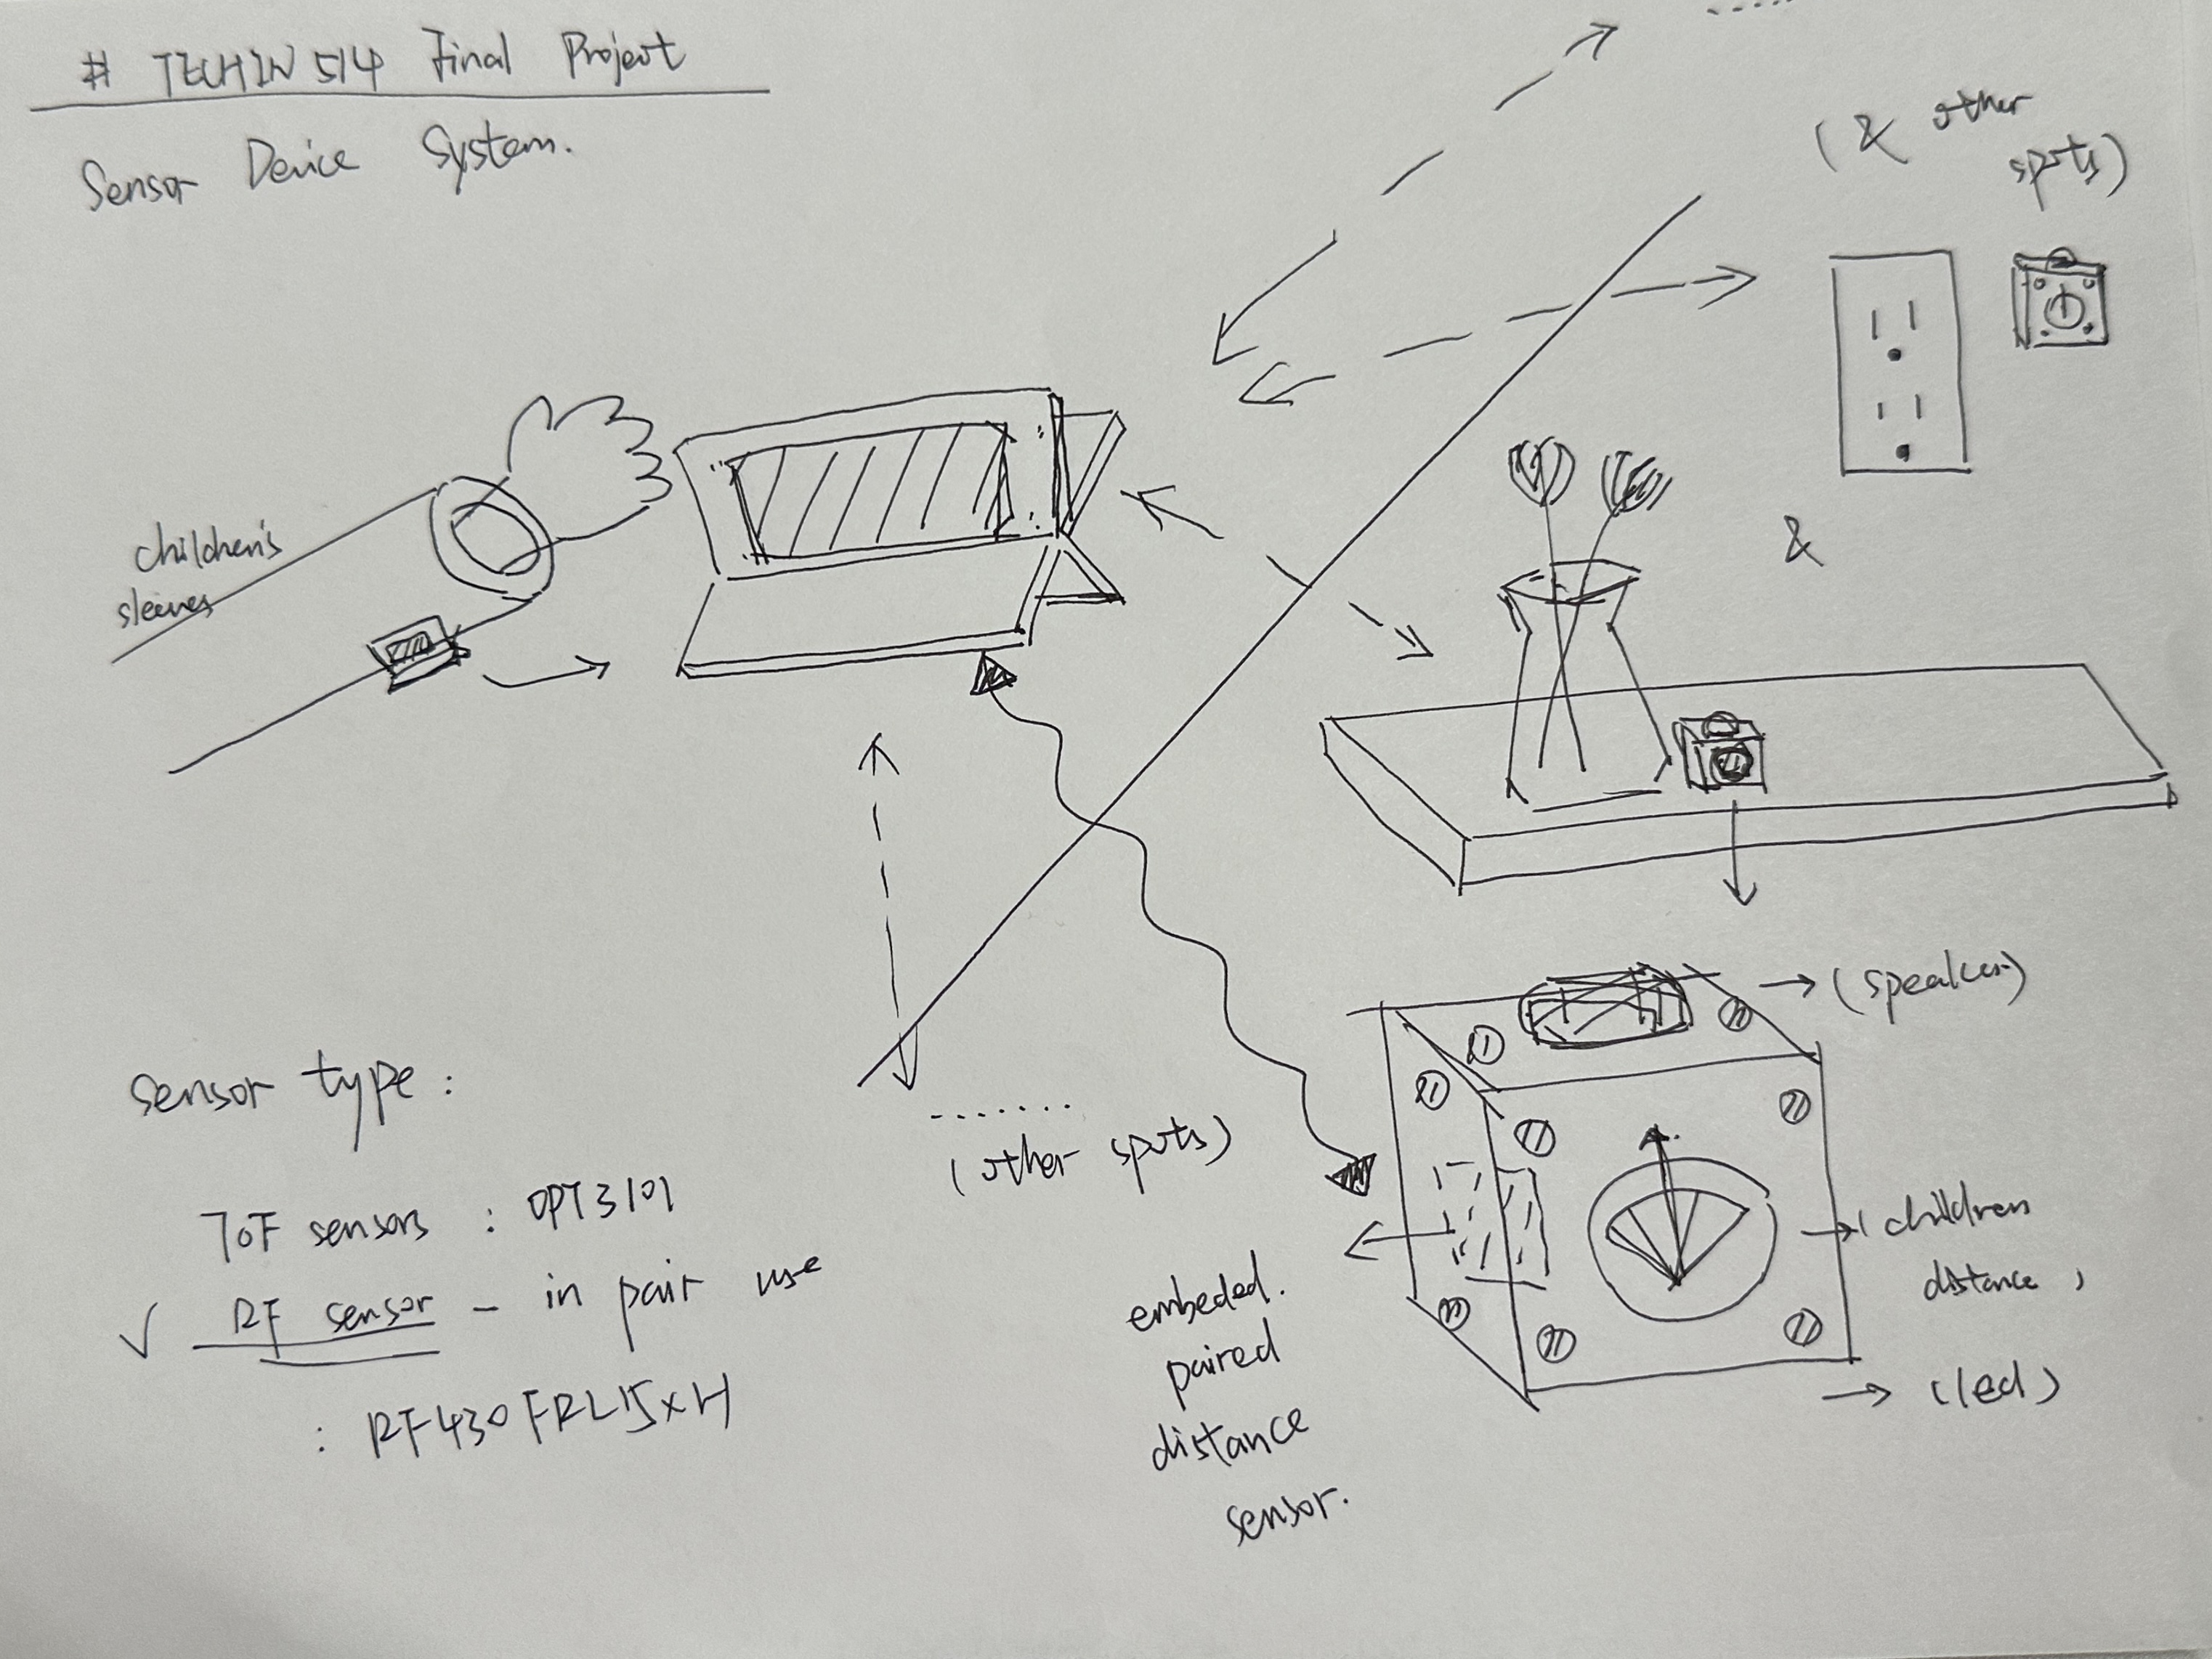 # TECHIN 514 Final Project
Sensor Device System.
(& other
spots)
children's
sleeves
&
→ (speaker)
sensor type:
(other spots)
ToF sensors : OPT3101
✓ RF sensor - in pair use
: RF430FRL15xH
embeded.
paired
distance
sensor.
→ (children
distance)
→ (led)